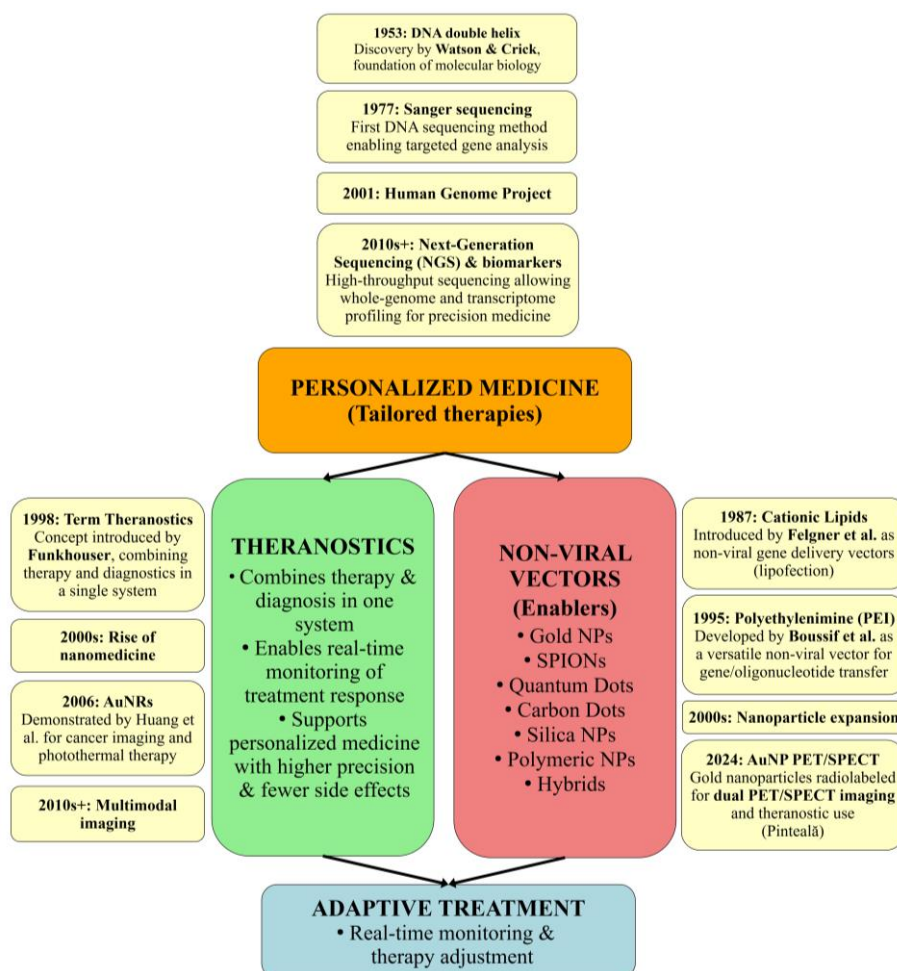 1953: DNA double helix
Discovery by Watson & Crick,
foundation of molecular biology
1977: Sanger sequencing
First DNA sequencing method
enabling targeted gene analysis
2001: Human Genome Project
2010s+: Next-Generation
Sequencing (NGS) & biomarkers
High-throughput sequencing allowing
whole-genome and transcriptome
profiling for precision medicine
PERSONALIZED MEDICINE
(Tailored therapies)
1998: Term Theranostics
Concept introduced by
Funkhouser, combining
therapy and diagnostics in
a single system
2000s: Rise of
nanomedicine
2006: AuNRs
Demonstrated by Huang et
al. for cancer imaging and
photothermal therapy
2010s+: Multimodal
imaging
THERANOSTICS
• Combines therapy &
diagnosis in one
system
• Enables real-time
monitoring of
treatment response
• Supports
personalized medicine
with higher precision
& fewer side effects
NON-VIRAL
VECTORS
(Enablers)
• Gold NPs
• SPIONs
• Quantum Dots
• Carbon Dots
• Silica NPs
• Polymeric NPs
• Hybrids
1987: Cationic Lipids
Introduced by Felgner et al. as
non-viral gene delivery vectors
(lipofection)
1995: Polyethylenimine (PEI)
Developed by Boussif et al. as
a versatile non-viral vector for
gene/oligonucleotide transfer
2000s: Nanoparticle expansion
2024: AuNP PET/SPECT
Gold nanoparticles radiolabeled
for dual PET/SPECT imaging
and theranostic use
(Pinteală)
ADAPTIVE TREATMENT
• Real-time monitoring &
therapy adjustment